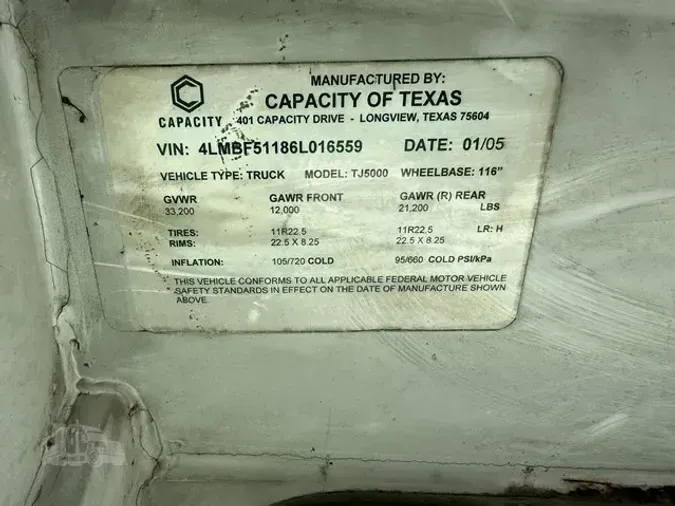 MANUFACTURED BY:
CAPACITY OF TEXAS
CAPACITY 401 CAPACITY DRIVE - LONGVIEW, TEXAS 75604
VIN: 4LMBF51186L016559 DATE: 01/05
VEHICLE TYPE: TRUCK MODEL: TJ5000 WHEELBASE: 116"
GVWR GAWR FRONT GAWR (R) REAR
33,200 12,000 21,200 LBS
TIRES: 11R22.5 11R22.5 LR: H
RIMS: 22.5 X 8.25 22.5 X 8.25
INFLATION: 105/720 COLD 95/660 COLD PSI/kPa
THIS VEHICLE CONFORMS TO ALL APPLICABLE FEDERAL MOTOR VEHICLE
SAFETY STANDARDS IN EFFECT ON THE DATE OF MANUFACTURE SHOWN
ABOVE.